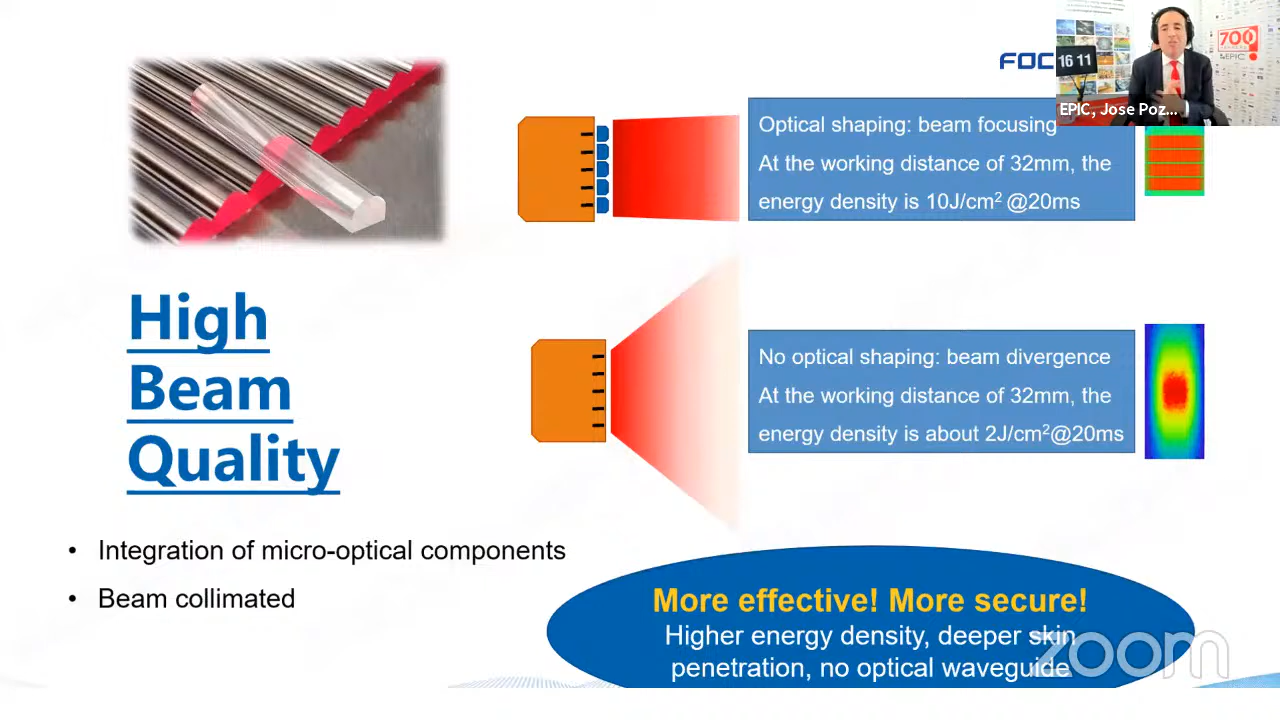 FOC
16 11
700
EPIC
EPIC, Jose Poz...
Optical shaping: beam focusing
At the working distance of 32mm, the
energy density is 10J/cm² @20ms
High
Beam
Quality
No optical shaping: beam divergence
At the working distance of 32mm, the
energy density is about 2J/cm²@20ms
• Integration of micro-optical components
• Beam collimated
More effective! More secure!
Higher energy density, deeper skin
penetration, no optical waveguide
zoom